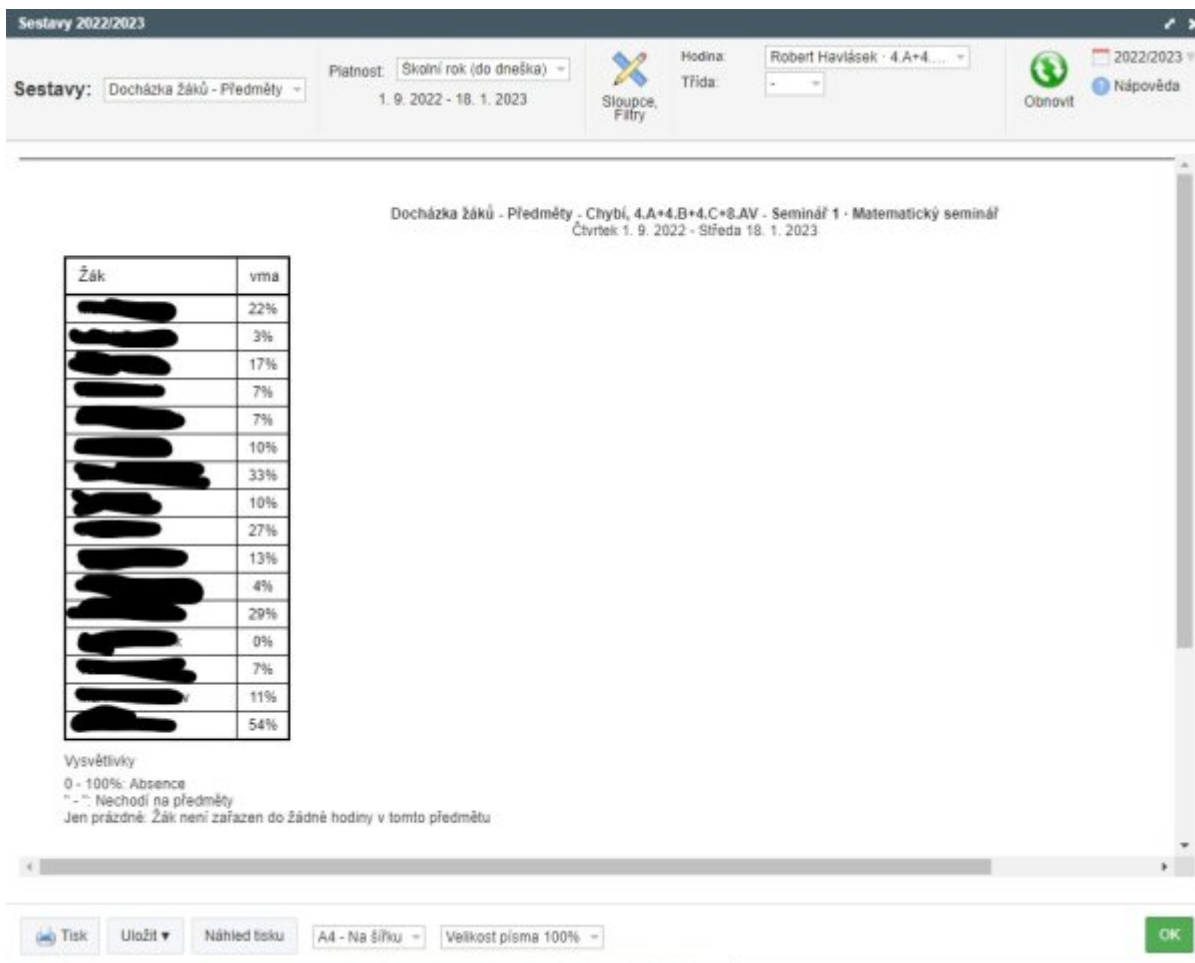 Sestavy 2022/2023
Sestavy:
Docházka žáků - Předměty
Platnost:
Školní rok (do dneška)
1. 9. 2022 - 18. 1. 2023
Sloupce,
Filtry
Hodina:
Robert Havlásek · 4.A+4....
Třída:
-
Obnovit
2022/2023
Nápověda
Docházka žáků - Předměty - Chybí, 4.A+4.B+4.C+8.AV - Seminář 1 · Matematický seminář
Čtvrtek 1. 9. 2022 - Středa 18. 1. 2023
Žák vma
22%
3%
17%
7%
7%
10%
33%
10%
27%
13%
4%
29%
0%
7%
11%
54%
Vysvětlivky
0 - 100%: Absence
" - ": Nechodí na předměty
Jen prázdné: Žák není zařazen do žádné hodiny v tomto předmětu
Tisk
Uložit ▾
Náhled tisku
A4 - Na šířku
Velikost písma 100%
OK